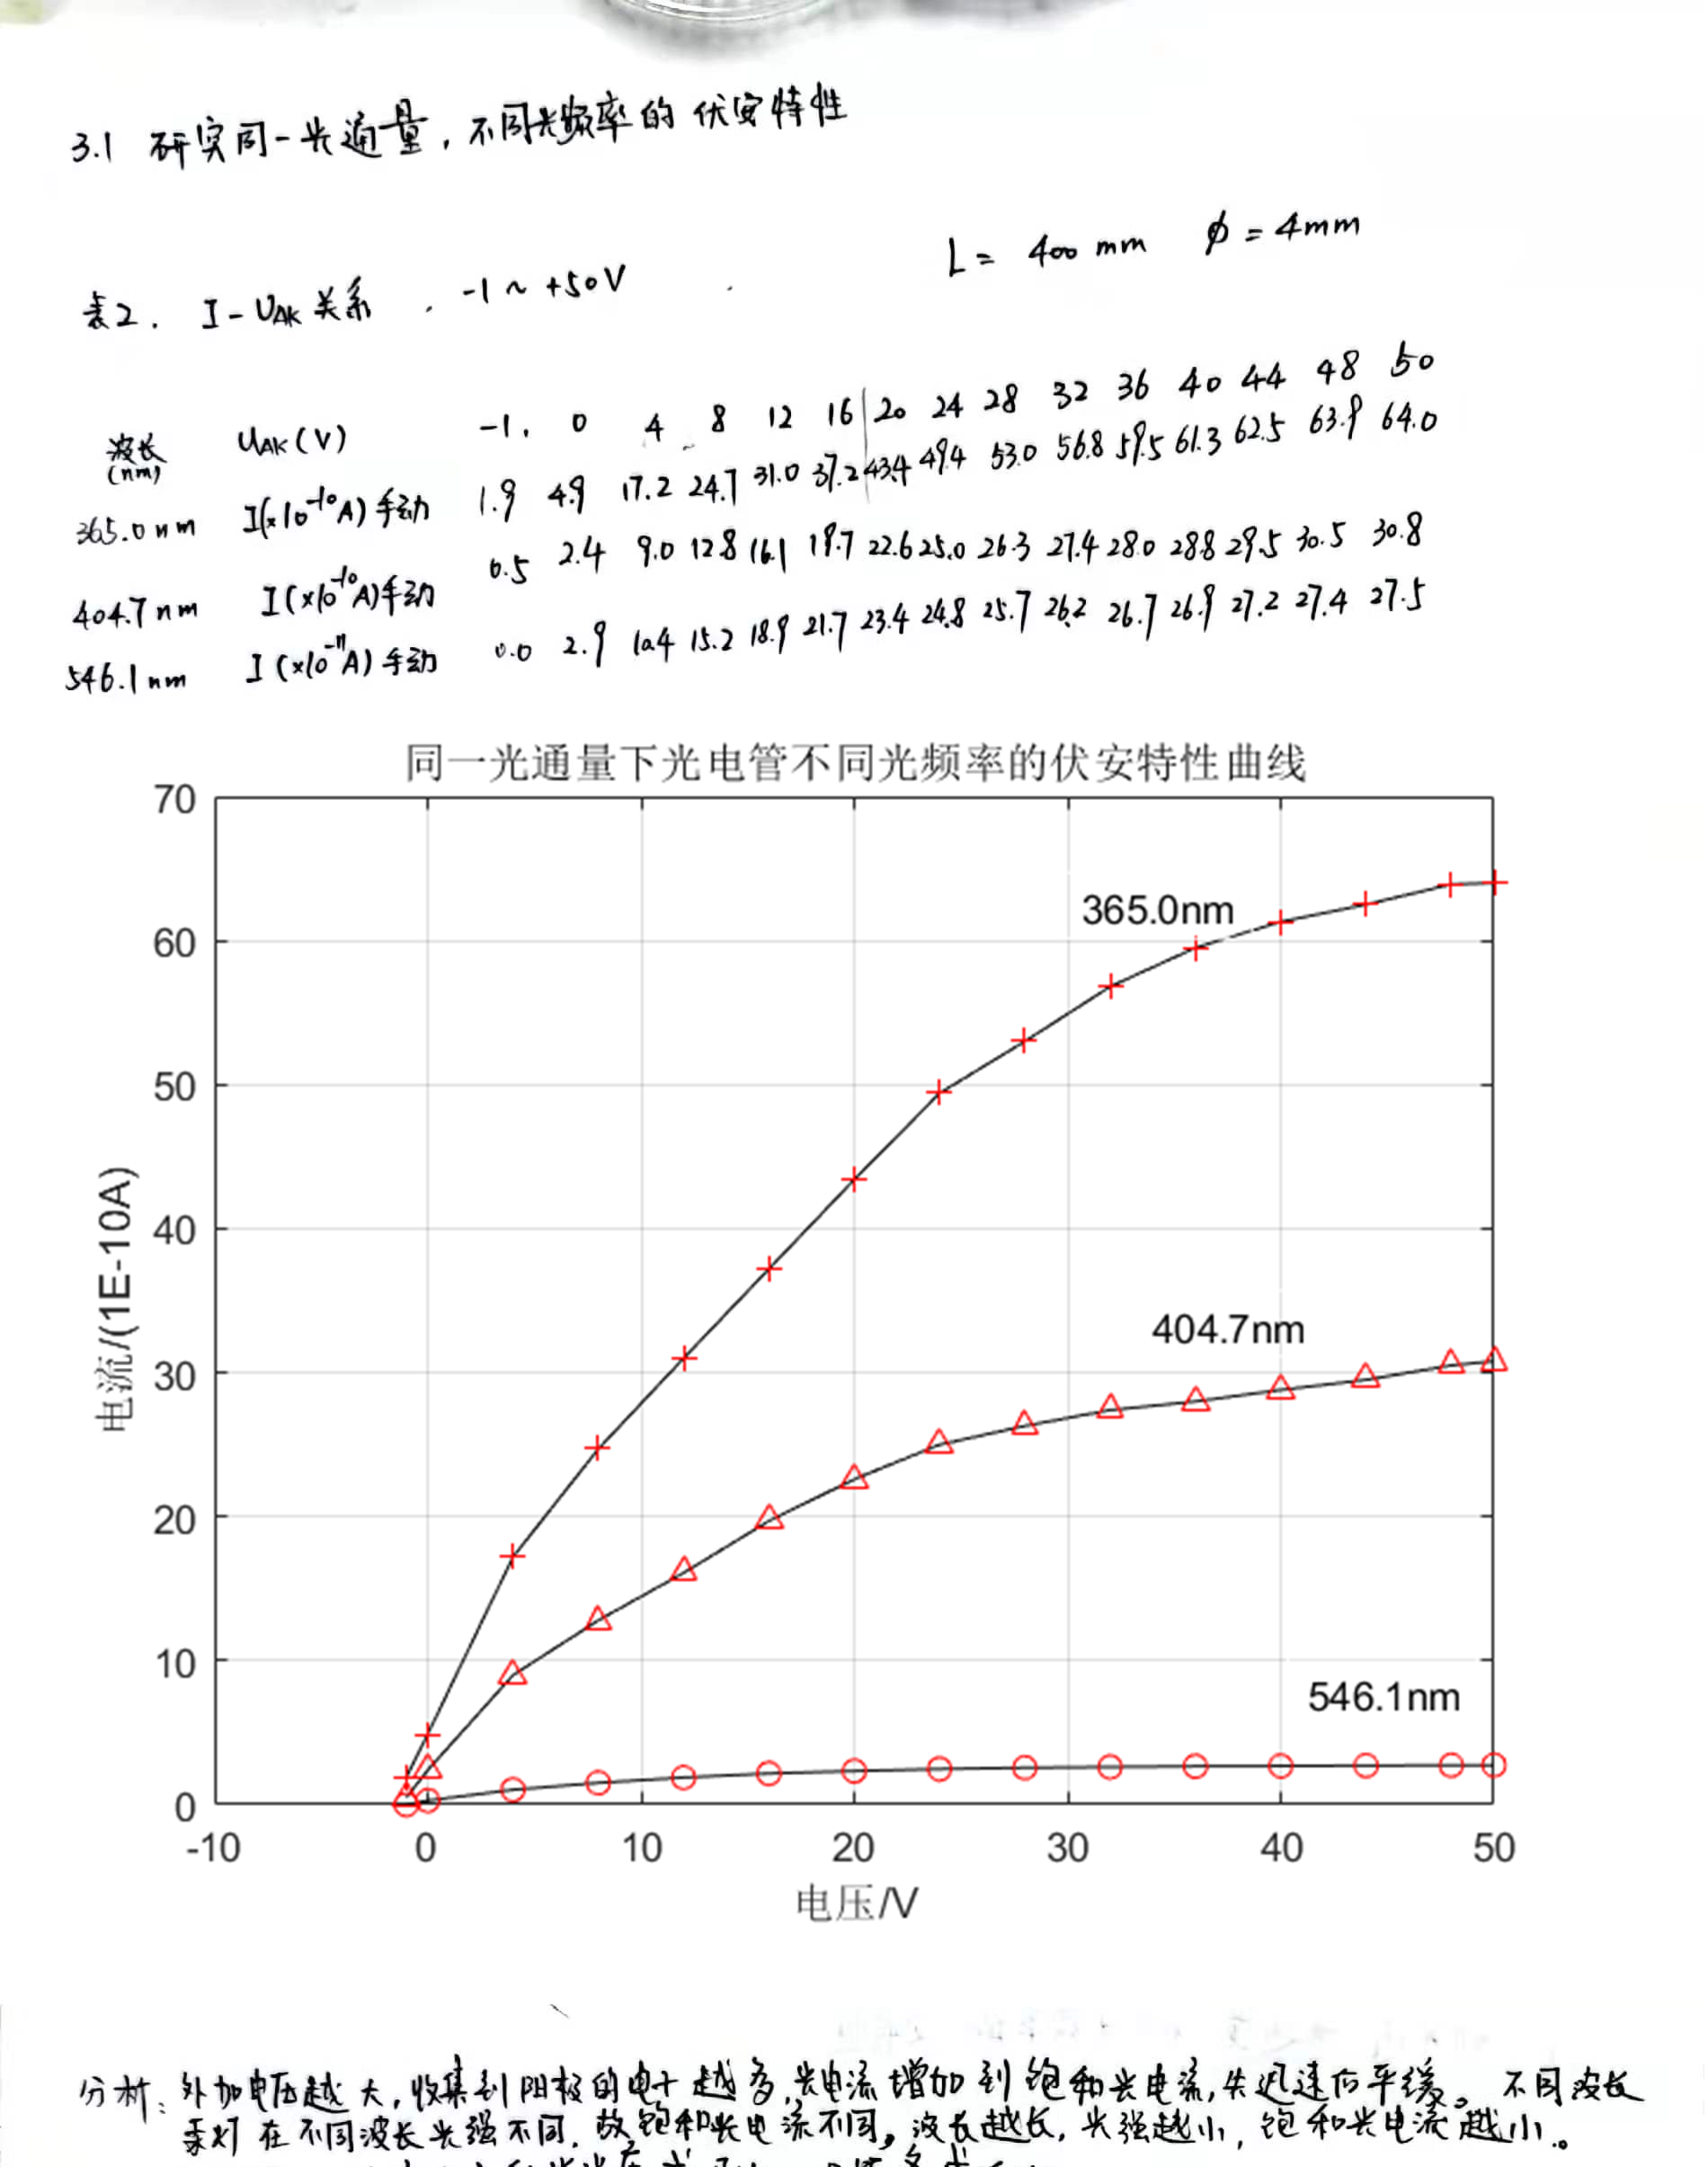 3.1 研究同一光通量，不同光频率的伏安特性
L= 400 mm ϕ=4mm
表2. I-UAK关系. -1~+50V
波长(nm) UAK(V) -1. 0 4 8 12 16 20 24 28 32 36 40 44 48 50
365.0nm I(×10⁻¹⁰A)手动 1.9 4.9 17.2 24.7 31.0 37.2 43.4 49.4 53.0 56.8 59.5 61.3 62.5 63.9 64.0
404.7nm I(×10⁻¹⁰A)手动 0.5 2.4 9.0 12.8 16.1 19.7 22.6 25.0 26.3 27.4 28.0 28.8 29.5 30.5 30.8
546.1nm I(×10⁻¹¹A)手动 0.0 2.9 10.4 15.2 18.9 21.7 23.4 24.8 25.7 26.2 26.7 26.9 27.2 27.4 27.5
同一光通量下光电管不同光频率的伏安特性曲线
70
60
50
40
30
20
10
0
电流/(1E-10A)
365.0nm
404.7nm
546.1nm
-10 0 10 20 30 40 50
电压/V
分析：外加电压越大，收集到阳极的电子越多，光电流增加到饱和光电流，先迅速后平缓。不同波长
汞灯在不同波长光强不同，故饱和光电流不同，波长越长，光强越小，饱和光电流越小。